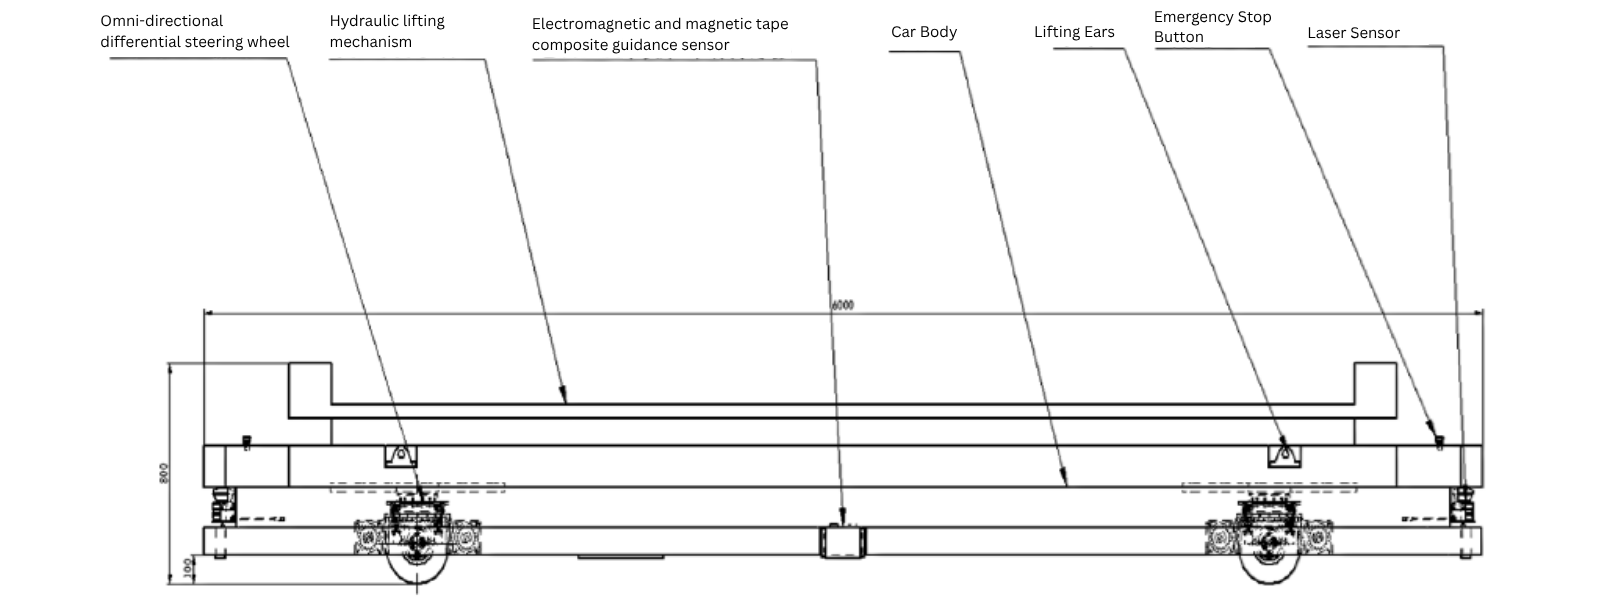 Omni-directional
differential steering wheel
Hydraulic lifting
mechanism
Electromagnetic and magnetic tape
composite guidance sensor
Car Body
Lifting Ears
Emergency Stop
Button
Laser Sensor
6000
800
100